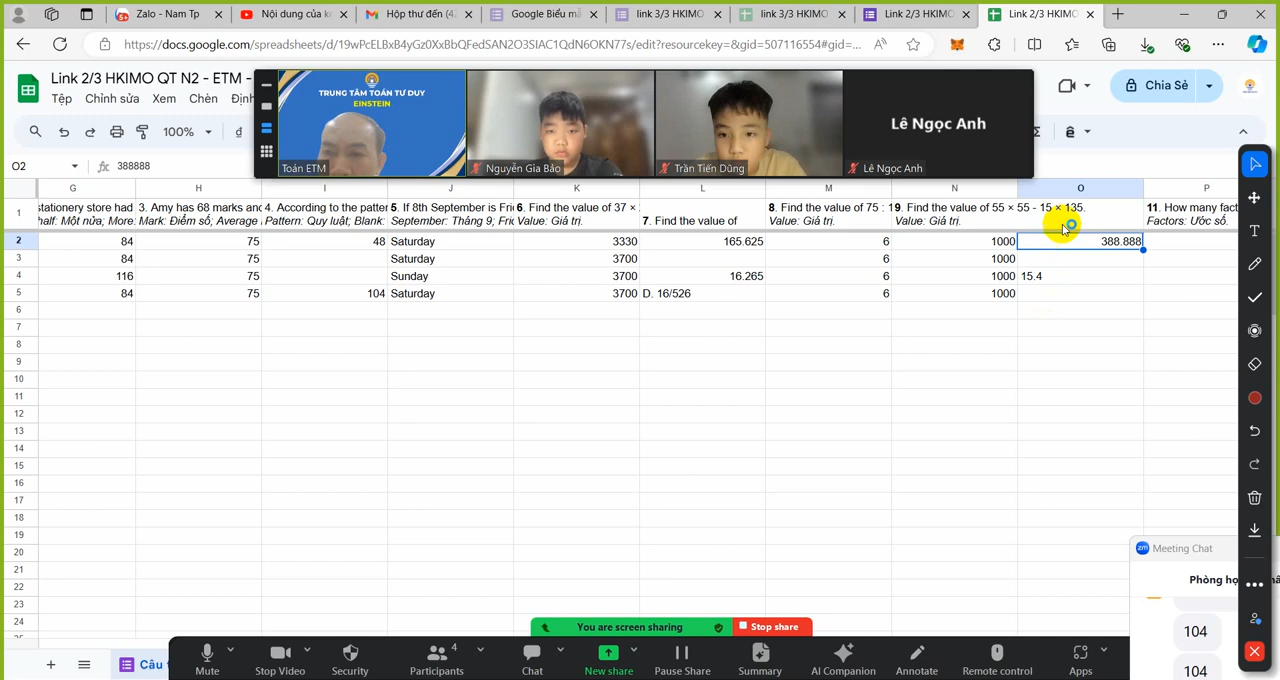 Zalo - Nam Tp
Nội dung của k
Hộp thư đến (4
Google Biểu m
link 3/3 HKIMO
link 3/3 HKIMO
Link 2/3 HKIMO
Link 2/3 HKIMO
https://docs.google.com/spreadsheets/d/19wPcELBxB4yGz0XxBbQFedSAN2O3SIAC1QdN6OKN77s/edit?resourcekey=&gid=507116554#gid=...
Link 2/3 HKIMO QT N2 - ETM -
Tệp Chỉnh sửa Xem Chèn Định
Chia Sẻ
100%
đ
TRUNG TÂM TOÁN TƯ DUY
EINSTEIN
Toán ETM
Nguyễn Gia Bảo
Trần Tiến Dũng
Lê Ngọc Anh
Lê Ngọc Anh
O2
fx 388888
G H I J K L M N O P
1
stationery store had
half: Một nửa; More:
3. Amy has 68 marks and
Mark: Điểm số; Average
4. According to the patter
Pattern: Quy luật; Blank:
5. If 8th September is Fri
September: Tháng 9; Fri
6. Find the value of 37 ×
Value: Giá trị.
7. Find the value of
8. Find the value of 75 : 1
Value: Giá trị.
9. Find the value of 55 × 55 - 15 × 135.
Value: Giá trị.
11. How many fact
Factors: Ước số.
2 84 75 48 Saturday 3330 165.625 6 1000 388.888
3 84 75 Saturday 3700 6 1000
4 116 75 Sunday 3700 16.265 6 1000 15.4
5 84 75 104 Saturday 3700 D. 16/526 6 1000
6
7
8
9
10
11
12
13
14
15
16
17
18
19
20
21
22
23
24
Meeting Chat
Phòng họ
104
104
You are screen sharing
Stop share
Câu t
Mute
Stop Video
Security
4
Participants
Chat
New share
Pause Share
Summary
AI Companion
Annotate
Remote control
Apps